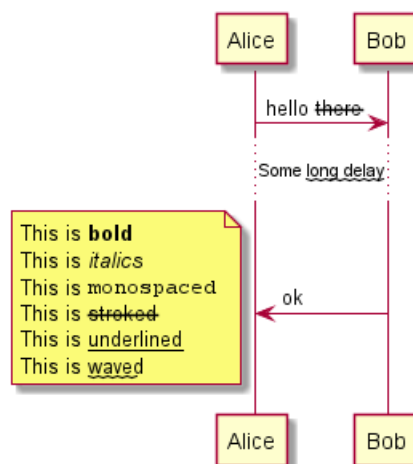 Alice Bob
hello there
Some long delay
This is bold
This is italics
This is monospaced
This is stroked
This is underlined
This is waved
ok
Alice Bob